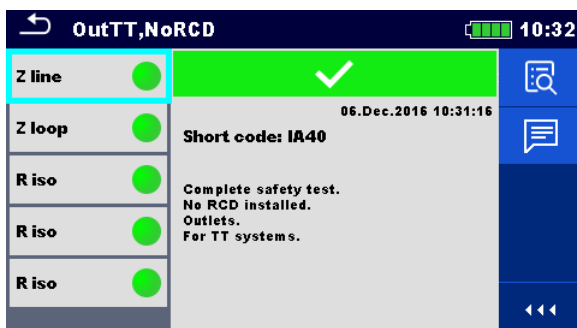 OutTT,NoRCD
10:32
Z line
Z loop
R iso
R iso
R iso
06.Dec.2016 10:31:16
Short code: IA40
Complete safety test.
No RCD installed.
Outlets.
For TT systems.